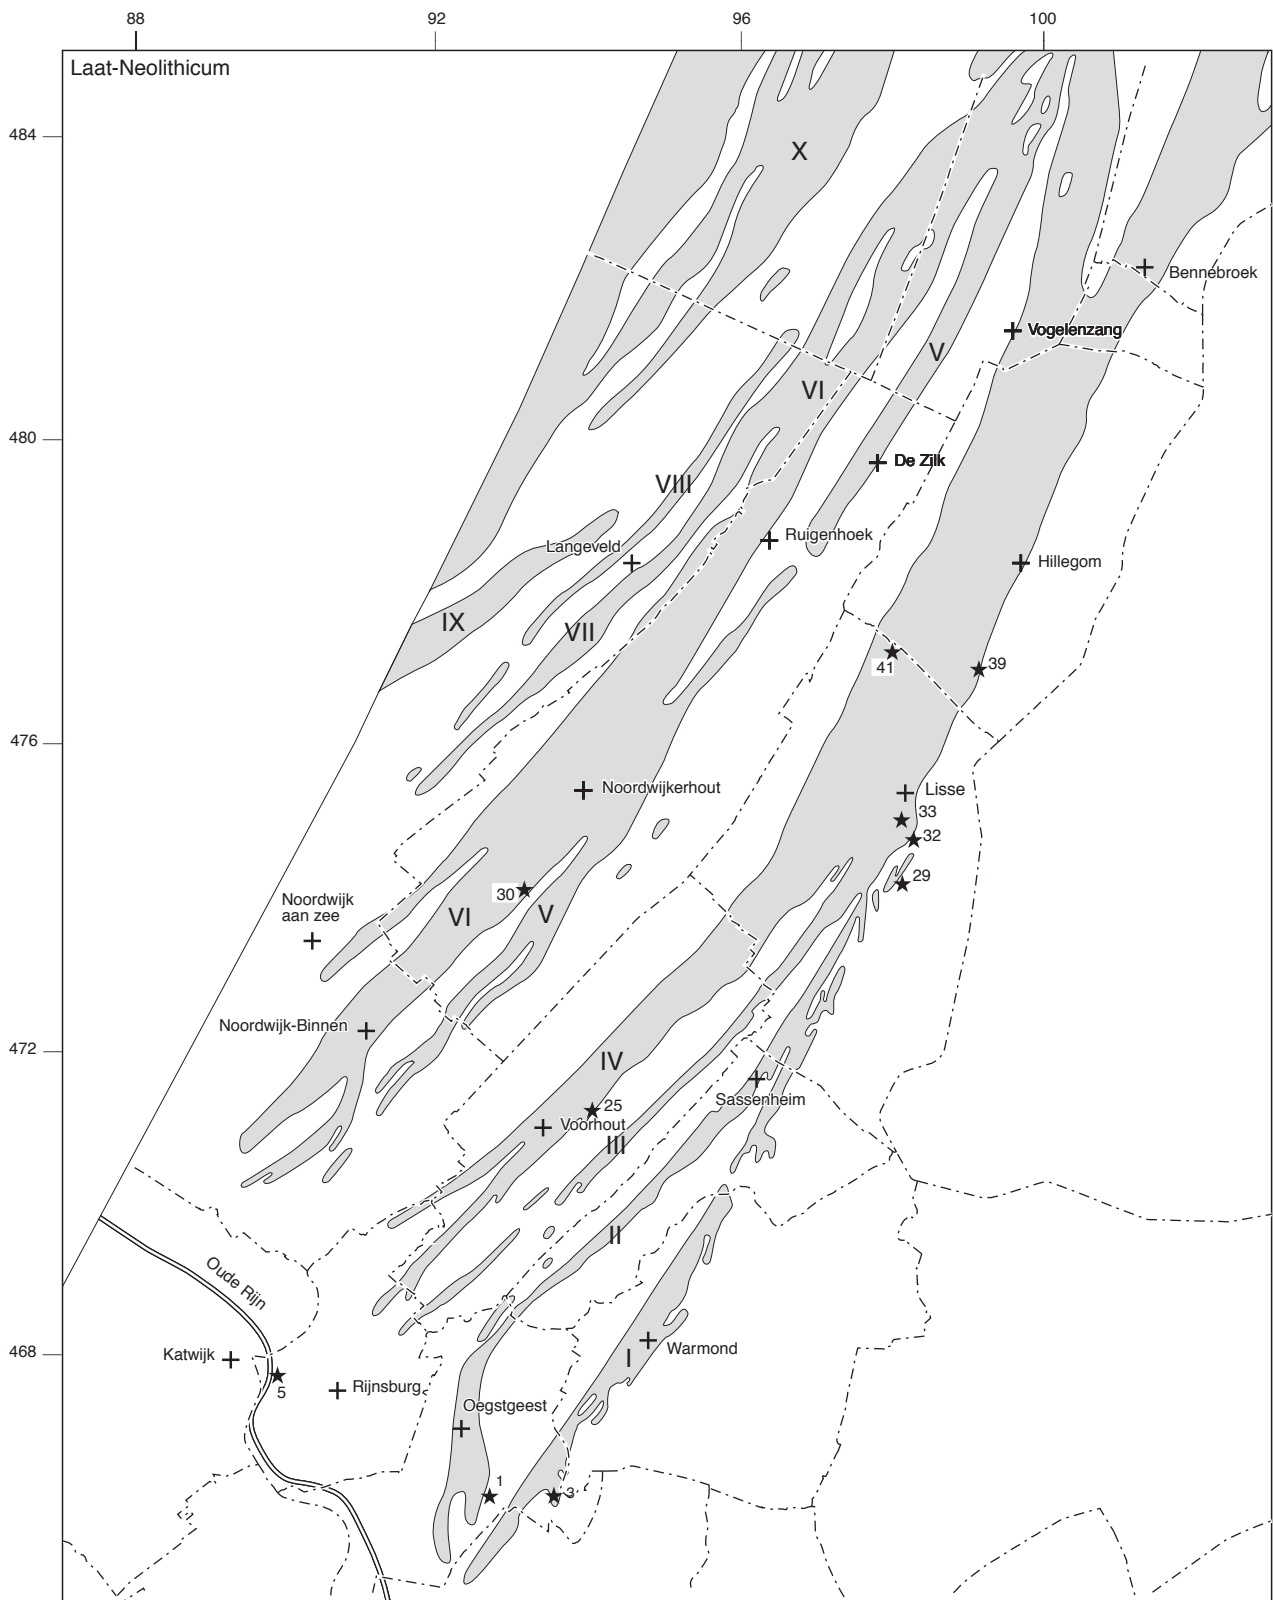 88 92 96 100
Laat-Neolithicum
484
X
Bennebroek
Vogelenzang
V
VI
480
De Zilk
VIII
Ruigenhoek
Langeveld
Hillegom
IX
VII
41
39
476
Noordwijkerhout
Lisse
33
32
29
30
Noordwijk
aan zee
VI
V
Noordwijk-Binnen
472
IV
Sassenheim
25
Voorhout
III
II
Oude Rijn
468
Katwijk
Warmond
I
5
Rijnsburg
Oegstgeest
1
3